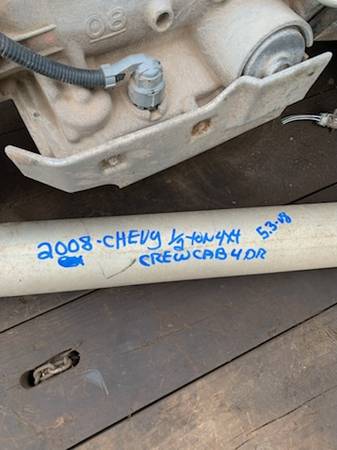 08
2008-CHEVY 1/2-TON 4X4 5.3-V8
CREWCAB 4DR